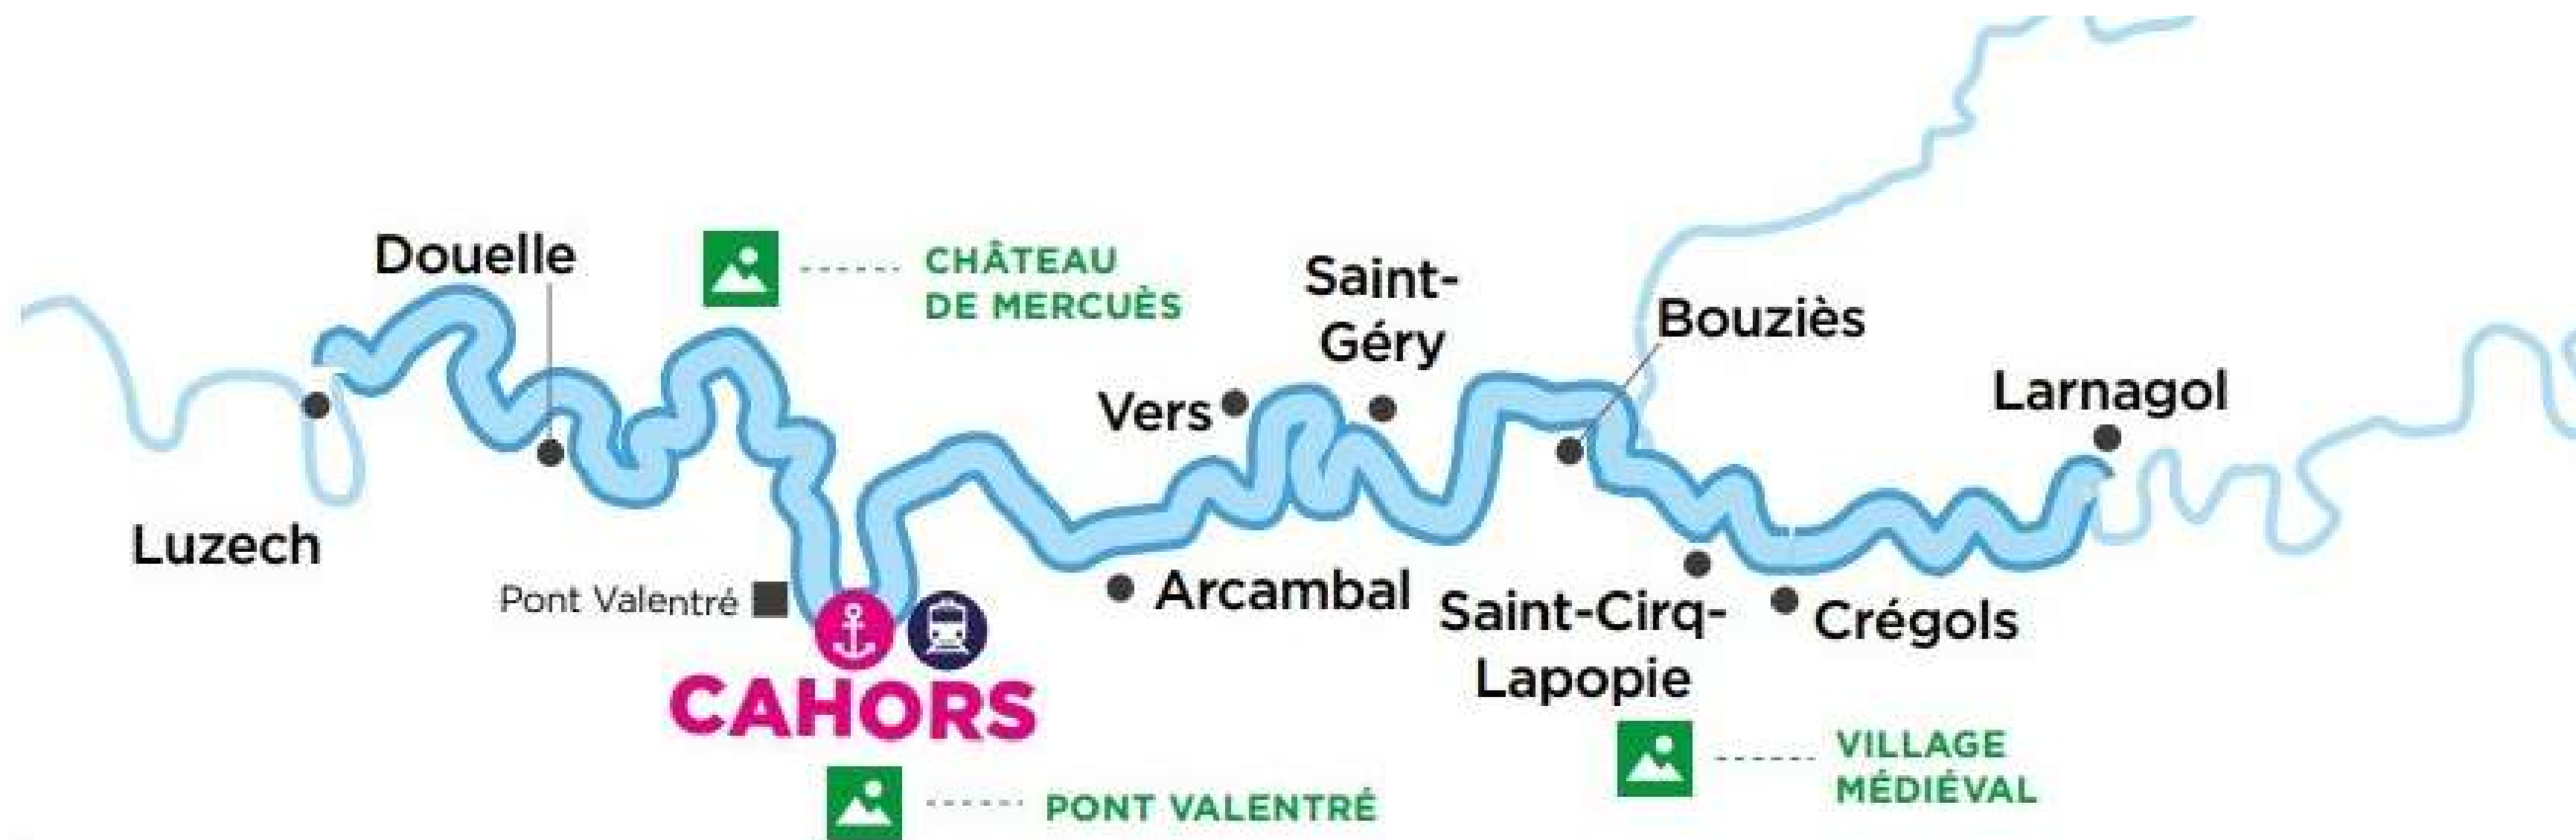 Douelle
CHÂTEAU
DE MERCUÈS
Saint-
Géry
Bouziès
Vers
Larnagol
Luzech
Pont Valentré
Arcambal
Saint-Cirq-
Lapopie
Crégols
CAHORS
VILLAGE
MÉDIÉVAL
PONT VALENTRÉ